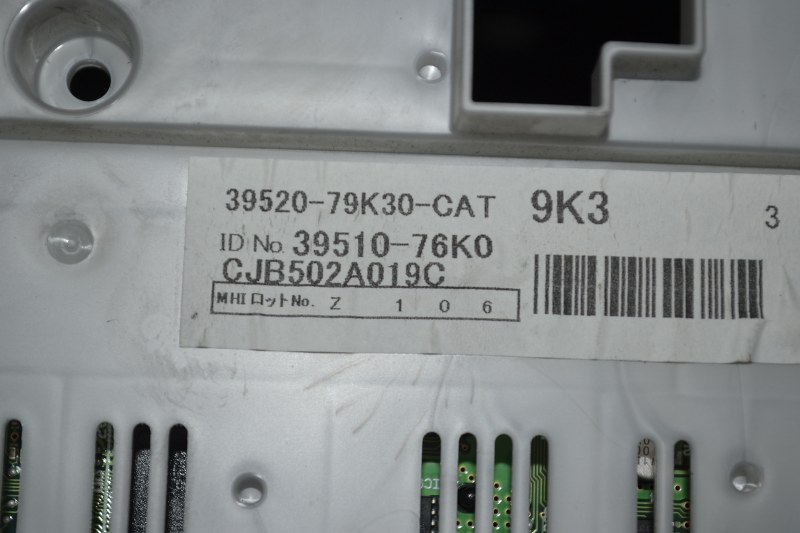 39520-79K30-CAT 9K3 3
ID No. 39510-76K0
CJB502A019C
MHIロットNo. Z 1 0 6